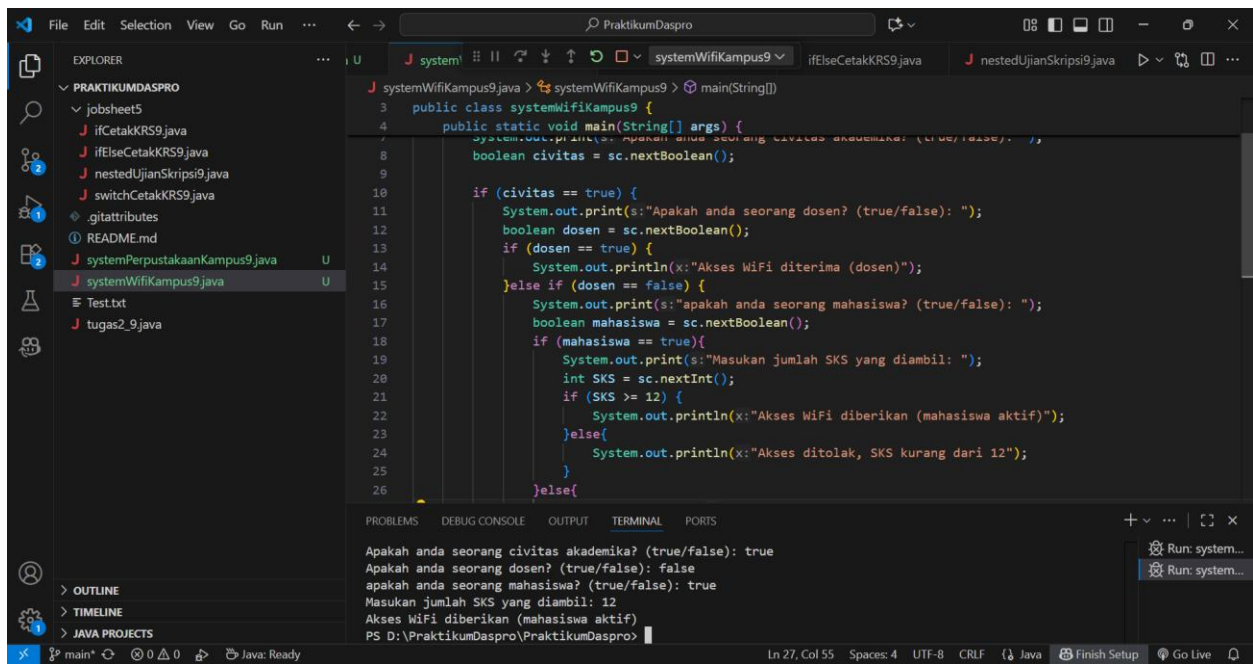 File Edit Selection View Go Run ··· PraktikumDaspro
EXPLORER ···
PRAKTIKUMDASPRO
jobsheet5
J ifCetakKRS9.java
J ifElseCetakKRS9.java
J nestedUjianSkripsi9.java
J switchCetakKRS9.java
.gitattributes
README.md
J systemPerpustakaanKampus9.java U
J systemWifiKampus9.java U
Test.txt
J tugas2_9.java
OUTLINE
TIMELINE
JAVA PROJECTS
U J system systemWifiKampus9 ifElseCetakKRS9.java J nestedUjianSkripsi9.java ···
J systemWifiKampus9.java > systemWifiKampus9 > main(String[])
3 public class systemWifiKampus9 {
4 public static void main(String[] args) {
System.out.print(s: "Apakah anda seorang civitas akademika? (true/false): ");
8 boolean civitas = sc.nextBoolean();
9
10 if (civitas == true) {
11 System.out.print(s:"Apakah anda seorang dosen? (true/false): ");
12 boolean dosen = sc.nextBoolean();
13 if (dosen == true) {
14 System.out.println(x:"Akses WiFi diterima (dosen)");
15 }else if (dosen == false) {
16 System.out.print(s:"apakah anda seorang mahasiswa? (true/false): ");
17 boolean mahasiswa = sc.nextBoolean();
18 if (mahasiswa == true){
19 System.out.print(s:"Masukan jumlah SKS yang diambil: ");
20 int SKS = sc.nextInt();
21 if (SKS >= 12) {
22 System.out.println(x:"Akses WiFi diberikan (mahasiswa aktif)");
23 }else{
24 System.out.println(x:"Akses ditolak, SKS kurang dari 12");
25 }
26 }else{
PROBLEMS DEBUG CONSOLE OUTPUT TERMINAL PORTS
Apakah anda seorang civitas akademika? (true/false): true
Apakah anda seorang dosen? (true/false): false
apakah anda seorang mahasiswa? (true/false): true
Masukan jumlah SKS yang diambil: 12
Akses WiFi diberikan (mahasiswa aktif)
PS D:\PraktikumDaspro\PraktikumDaspro>
Run: system...
Run: system...
main* 0 0 Java: Ready Ln 27, Col 55 Spaces: 4 UTF-8 CRLF Java Finish Setup Go Live